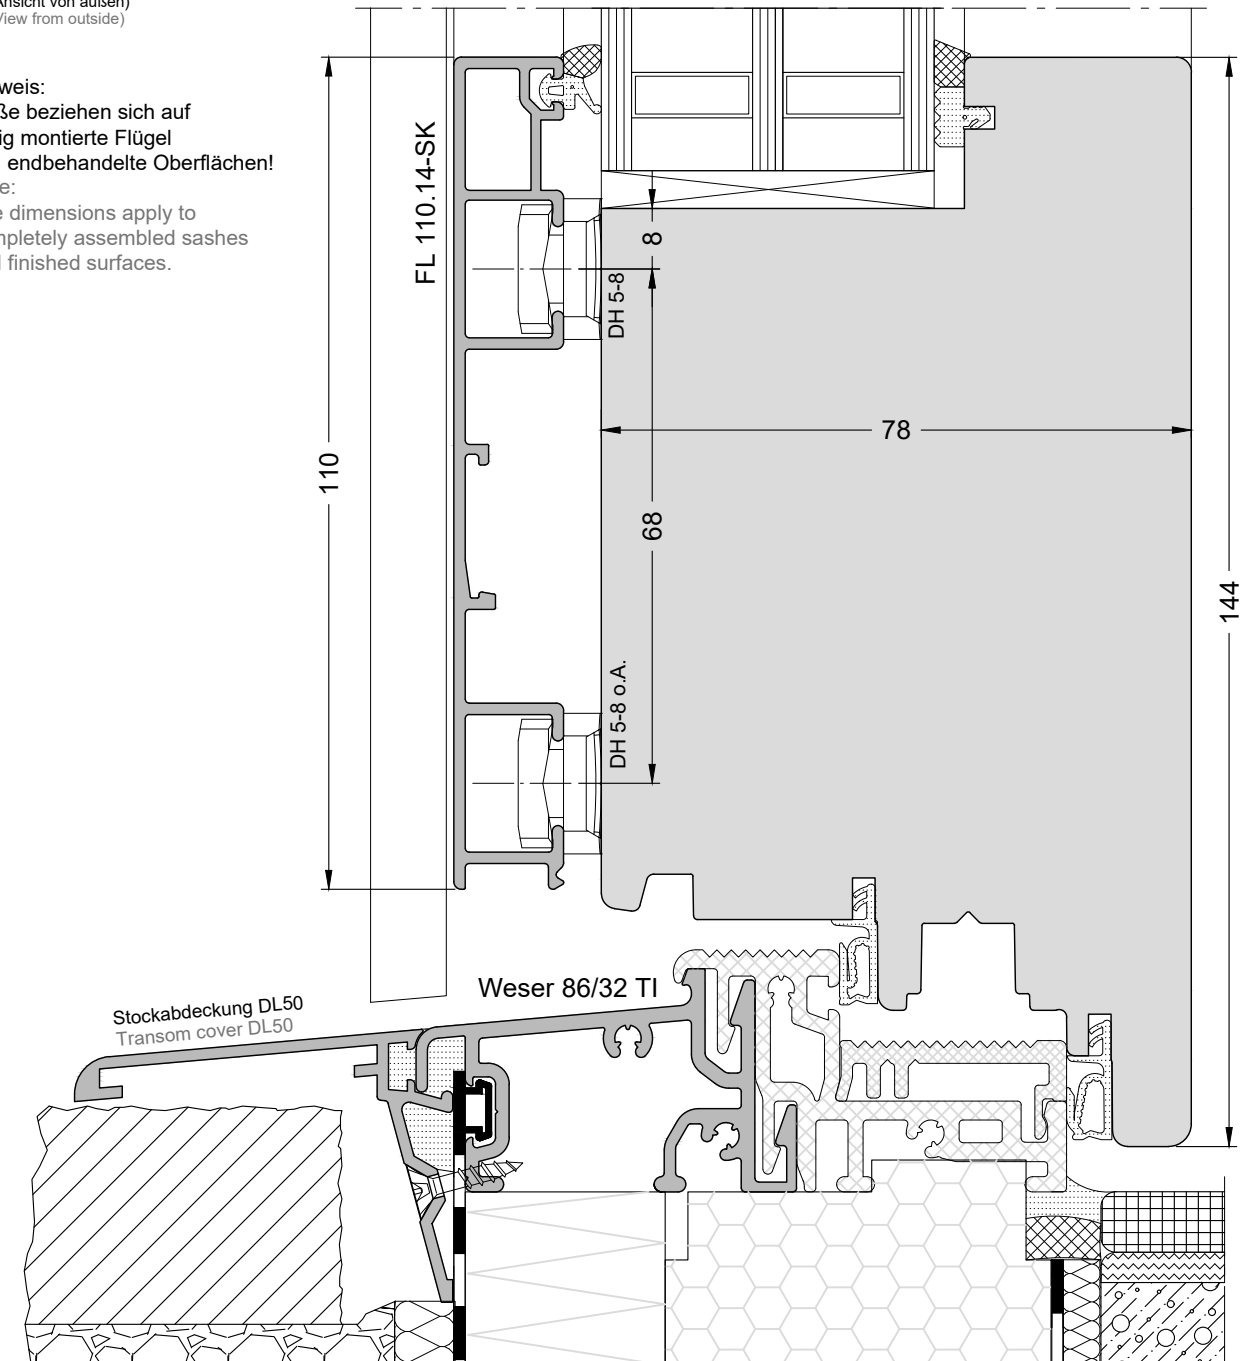 Ansicht von außen)
View from outside)
weis:
ße beziehen sich auf
ig montierte Flügel
endbehandelte Oberflächen!
e:
e dimensions apply to
mpletely assembled sashes
d finished surfaces.
FL 110.14-SK
8
DH 5-8
78
110
68
144
DH 5-8 o.A.
Weser 86/32 TI
Stockabdeckung DL50
Transom cover DL50